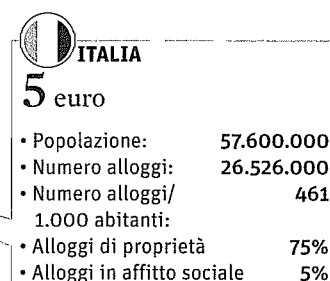 ITALIA
5 euro
• Popolazione: 57.600.000
• Numero alloggi: 26.526.000
• Numero alloggi/ 461
1.000 abitanti:
• Alloggi di proprietà 75%
• Alloggi in affitto sociale 5%